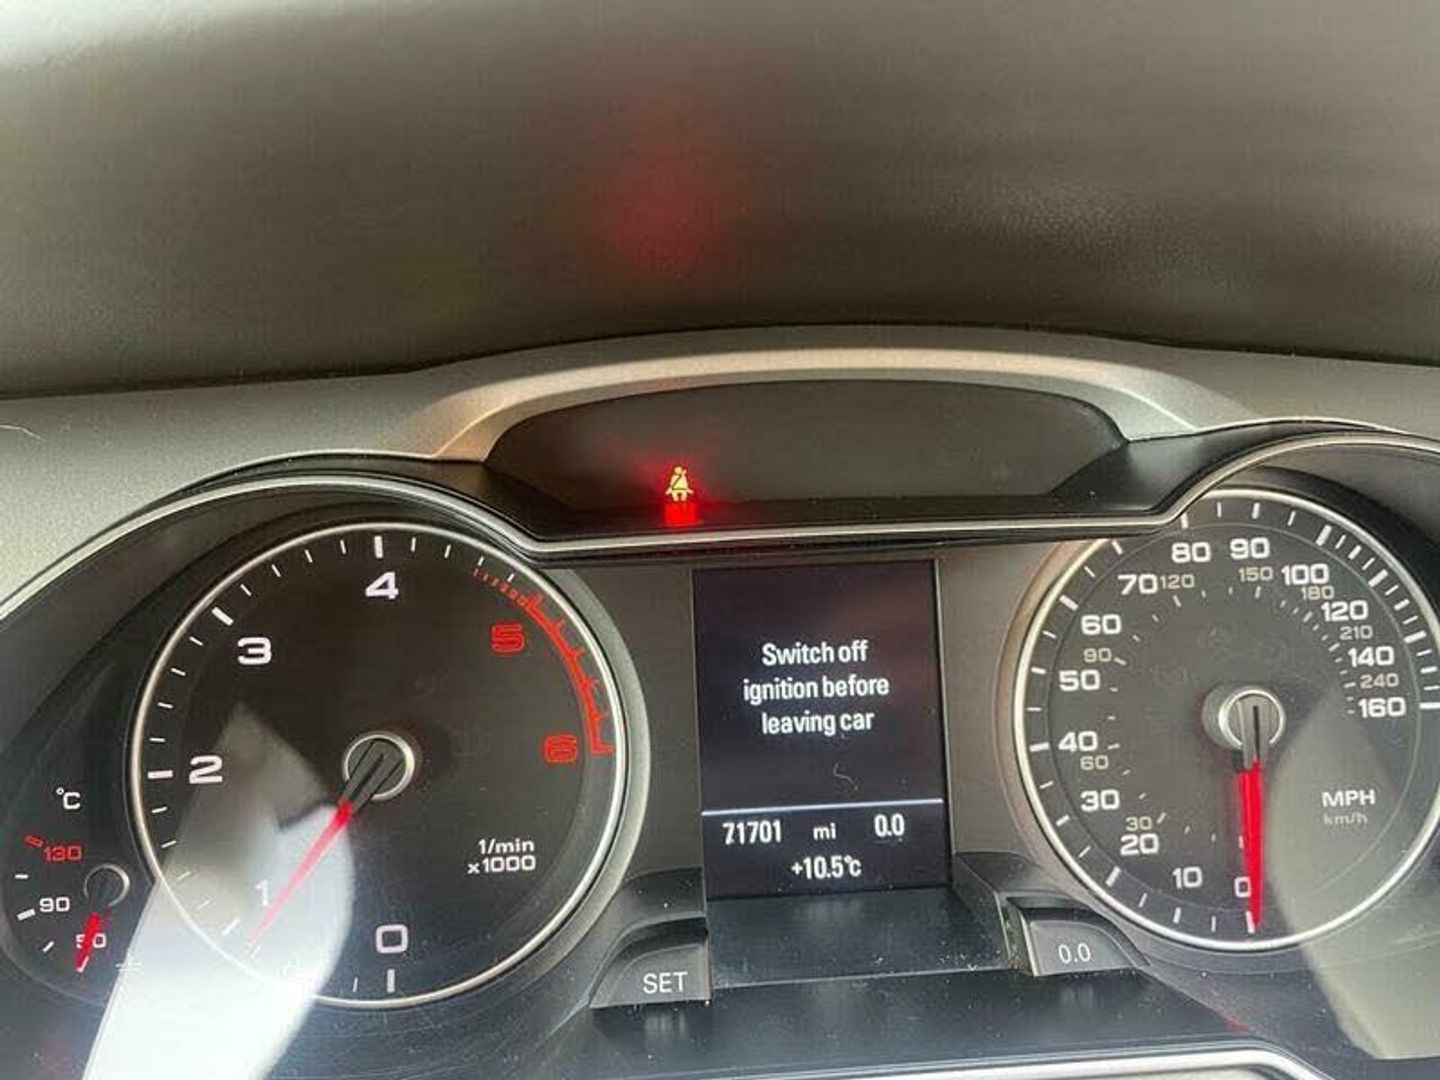 4
3
5
2
6
1/min
x1000
1
0
°C
130
90
50
SET
Switch off
ignition before
leaving car
71701 mi 0.0
+10.5°C
80 90
70 120 150 100
180
60 120
210
90 140
50 240
160
40
60
30 MPH
30 km/h
20
10 0
0.0